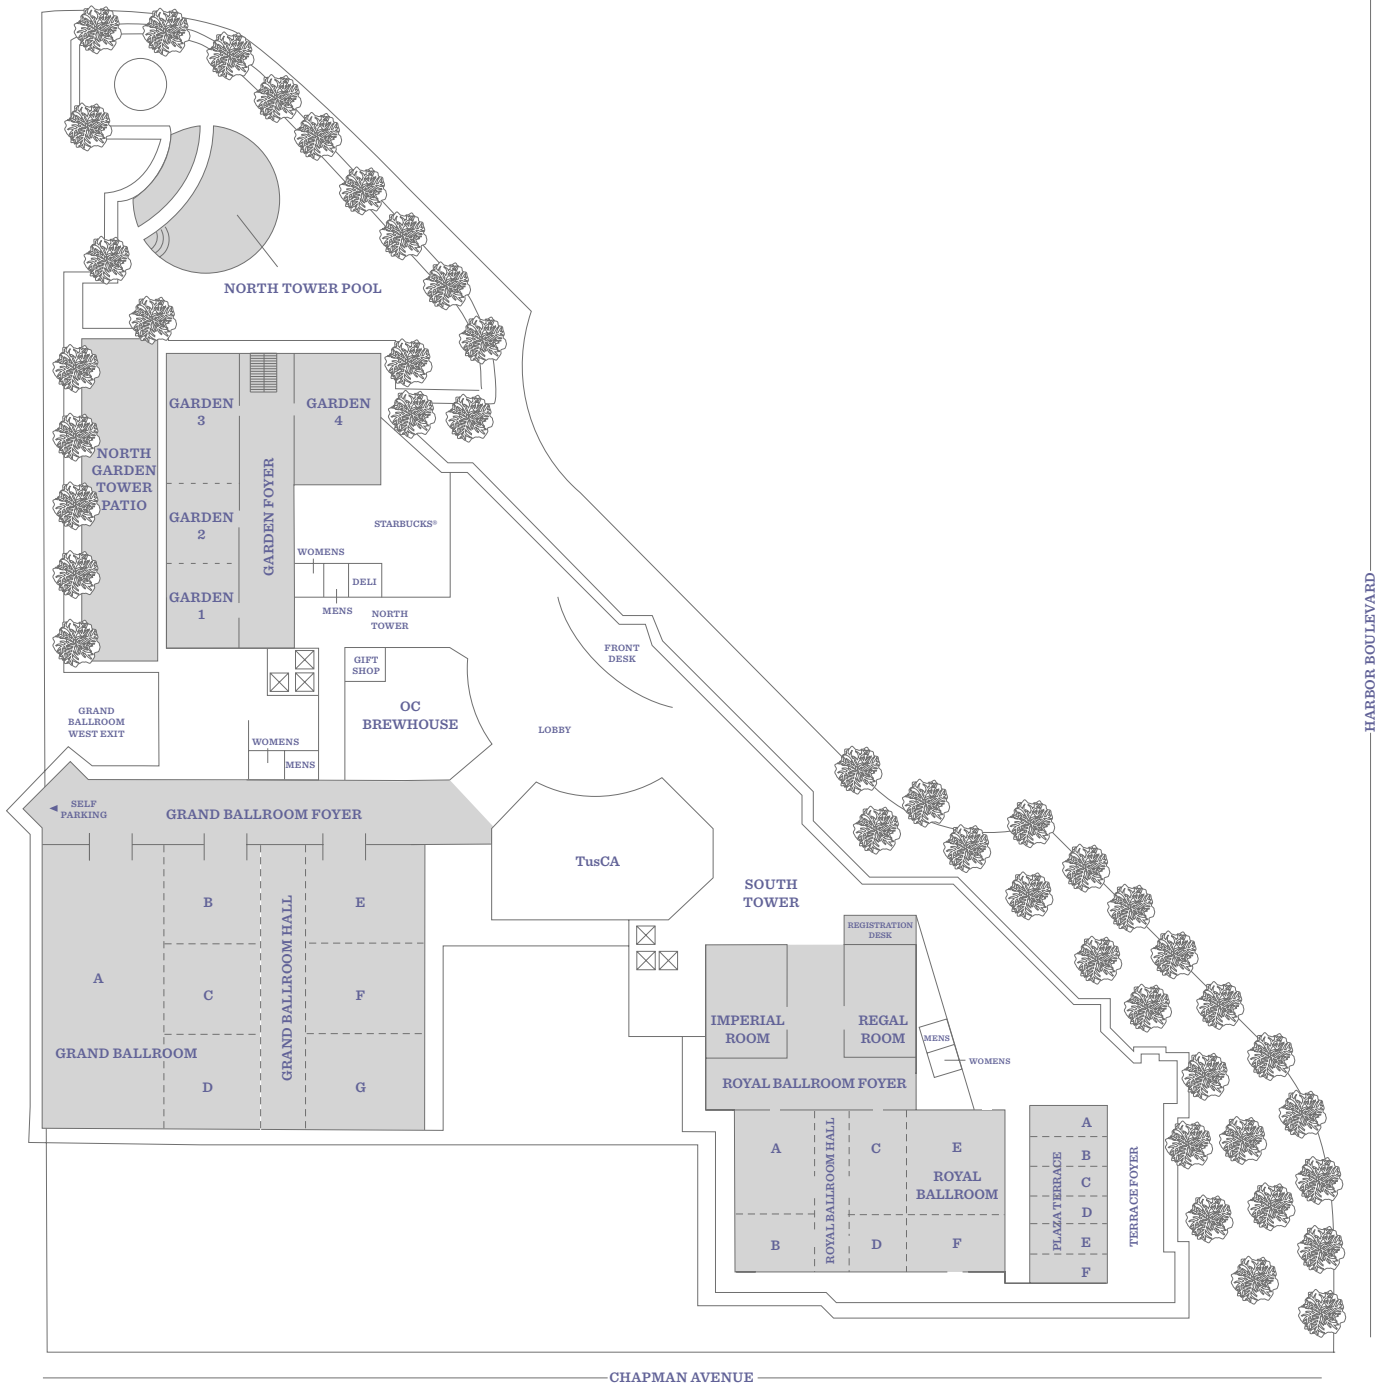 NORTH TOWER POOL
GARDEN
3
GARDEN
4
NORTH
GARDEN
TOWER
PATIO
GARDEN FOYER
GARDEN
2
STARBUCKS®
WOMENS
DELI
GARDEN
1
MENS
NORTH
TOWER
HARBOR BOULEVARD
FRONT
DESK
GIFT
SHOP
GRAND
BALLROOM
WEST EXIT
OC
BREWHOUSE
LOBBY
WOMENS
MENS
SELF
PARKING
GRAND BALLROOM FOYER
TusCA
SOUTH
TOWER
B
GRAND BALLROOM HALL
E
REGISTRATION
DESK
A
C
F
IMPERIAL
ROOM
REGAL
ROOM
MENS
WOMENS
GRAND BALLROOM
D
G
ROYAL BALLROOM FOYER
A
ROYAL BALLROOM HALL
C
E
ROYAL
BALLROOM
B
D
F
PLAZA TERRACE
A
B
C
D
E
F
TERRACE FOYER
CHAPMAN AVENUE